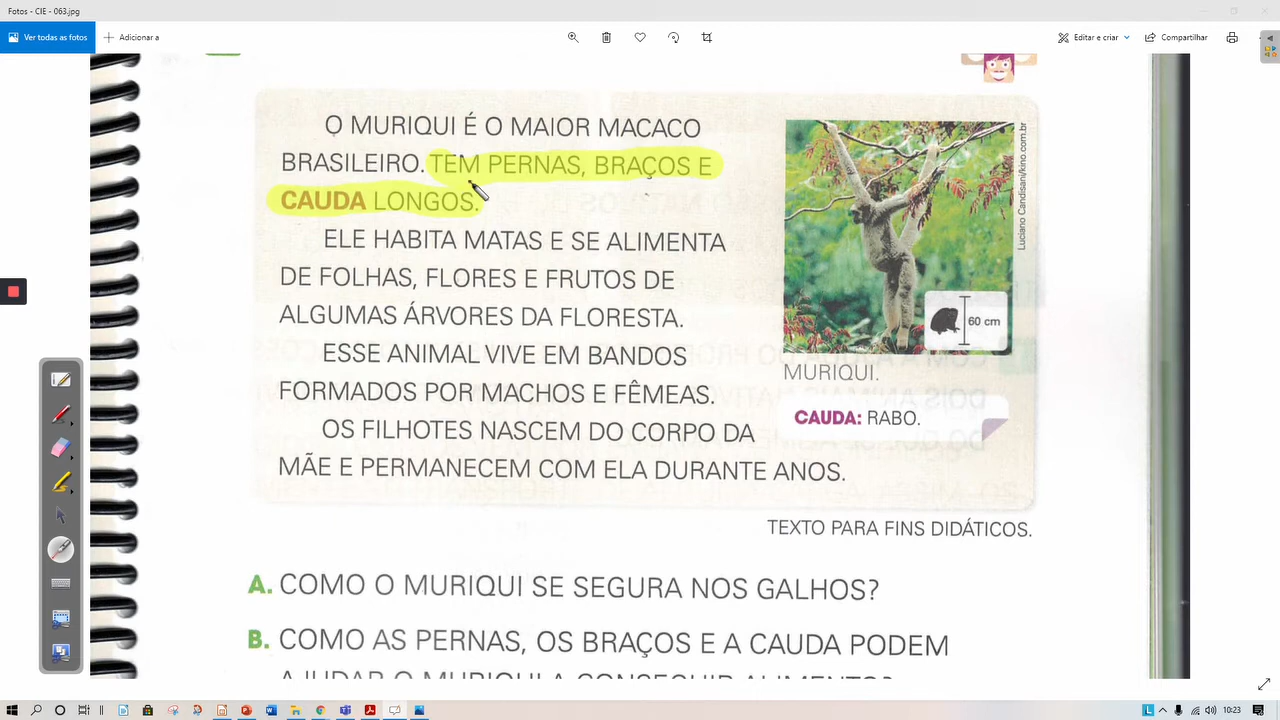 Fotos - CIE - 063.jpg
Ver todas as fotos
Adicionar a
Editar e criar
Compartilhar
O MURIQUI É O MAIOR MACACO
BRASILEIRO. TEM PERNAS, BRAÇOS E
CAUDA LONGOS.
ELE HABITA MATAS E SE ALIMENTA
DE FOLHAS, FLORES E FRUTOS DE
ALGUMAS ÁRVORES DA FLORESTA.
ESSE ANIMAL VIVE EM BANDOS
FORMADOS POR MACHOS E FÊMEAS.
OS FILHOTES NASCEM DO CORPO DA
MÃE E PERMANECEM COM ELA DURANTE ANOS.
Luciano Candisani/kino.com.br
60 cm
MURIQUI.
CAUDA: RABO.
TEXTO PARA FINS DIDÁTICOS.
A. COMO O MURIQUI SE SEGURA NOS GALHOS?
B. COMO AS PERNAS, OS BRAÇOS E A CAUDA PODEM
AJUDAR O MURIQUI A CONSEGUIR ALIMENTO?
10:23